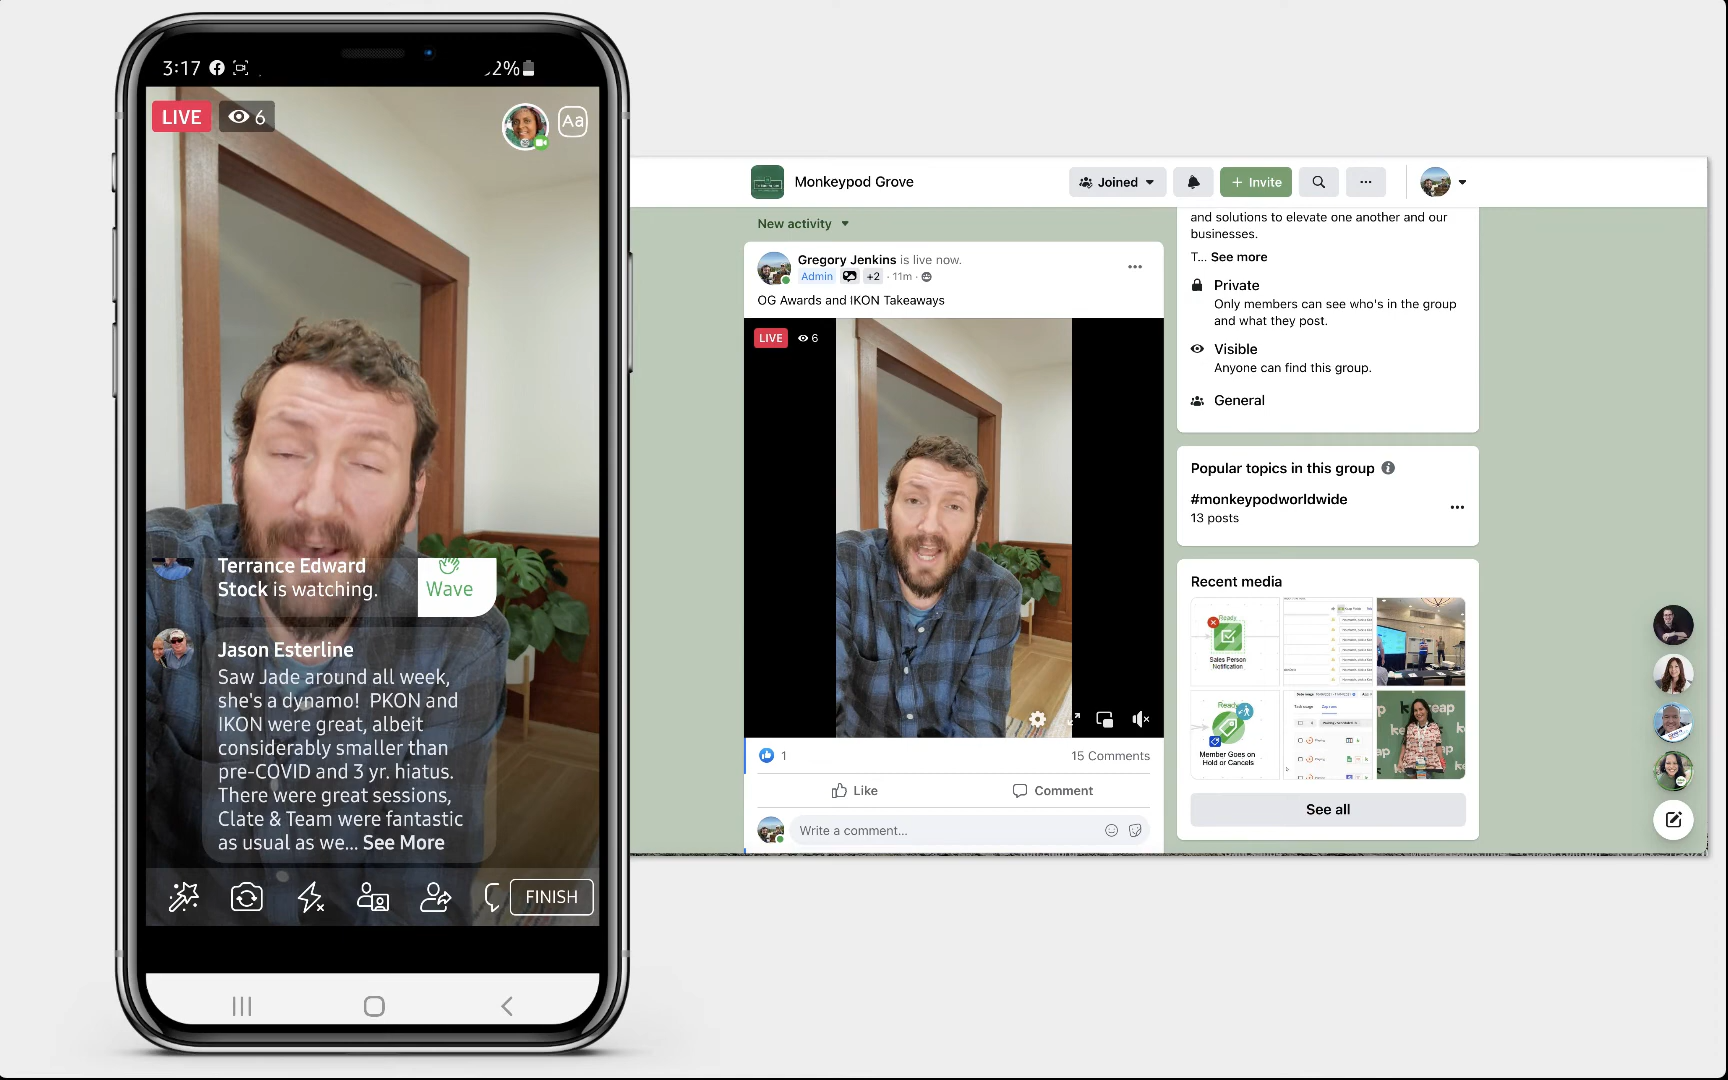 3:17
2%
LIVE 6
Aa
Terrance Edward
Stock is watching.
Wave
Jason Esterline
Saw Jade around all week,
she's a dynamo! PKON and
IKON were great, albeit
considerably smaller than
pre-COVID and 3 yr. hiatus.
There were great sessions,
Clate & Team were fantastic
as usual as we... See More
FINISH
Monkeypod Grove
Joined
+ Invite
New activity
Gregory Jenkins is live now.
Admin +2 · 11m ·
OG Awards and IKON Takeaways
LIVE 6
1
15 Comments
Like
Comment
Write a comment...
and solutions to elevate one another and our
businesses.
T... See more
Private
Only members can see who's in the group
and what they post.
Visible
Anyone can find this group.
General
Popular topics in this group
#monkeypodworldwide
13 posts
Recent media
Ready
Sales Person
Notification
Ready
Member Goes on
Hold or Cancels
keap
See all